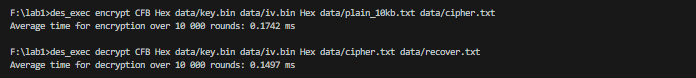 F:\lab1>des_exec encrypt CFB Hex data/key.bin data/iv.bin Hex data/plain_10kb.txt data/cipher.txt
Average time for encryption over 10 000 rounds: 0.1742 ms
F:\lab1>des_exec decrypt CFB Hex data/key.bin data/iv.bin Hex data/cipher.txt data/recover.txt
Average time for decryption over 10 000 rounds: 0.1497 ms